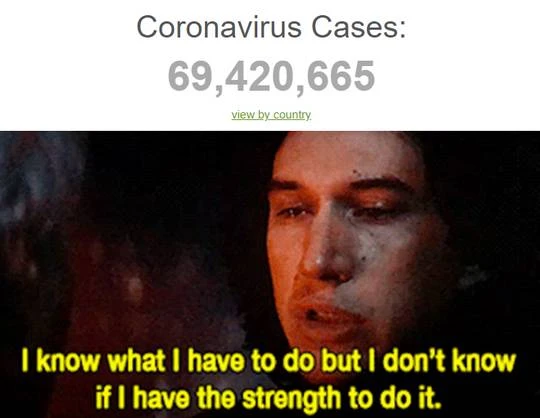 Coronavirus Cases:
69,420,665
view by country
I know what I have to do but I don't know
if I have the strength to do it.